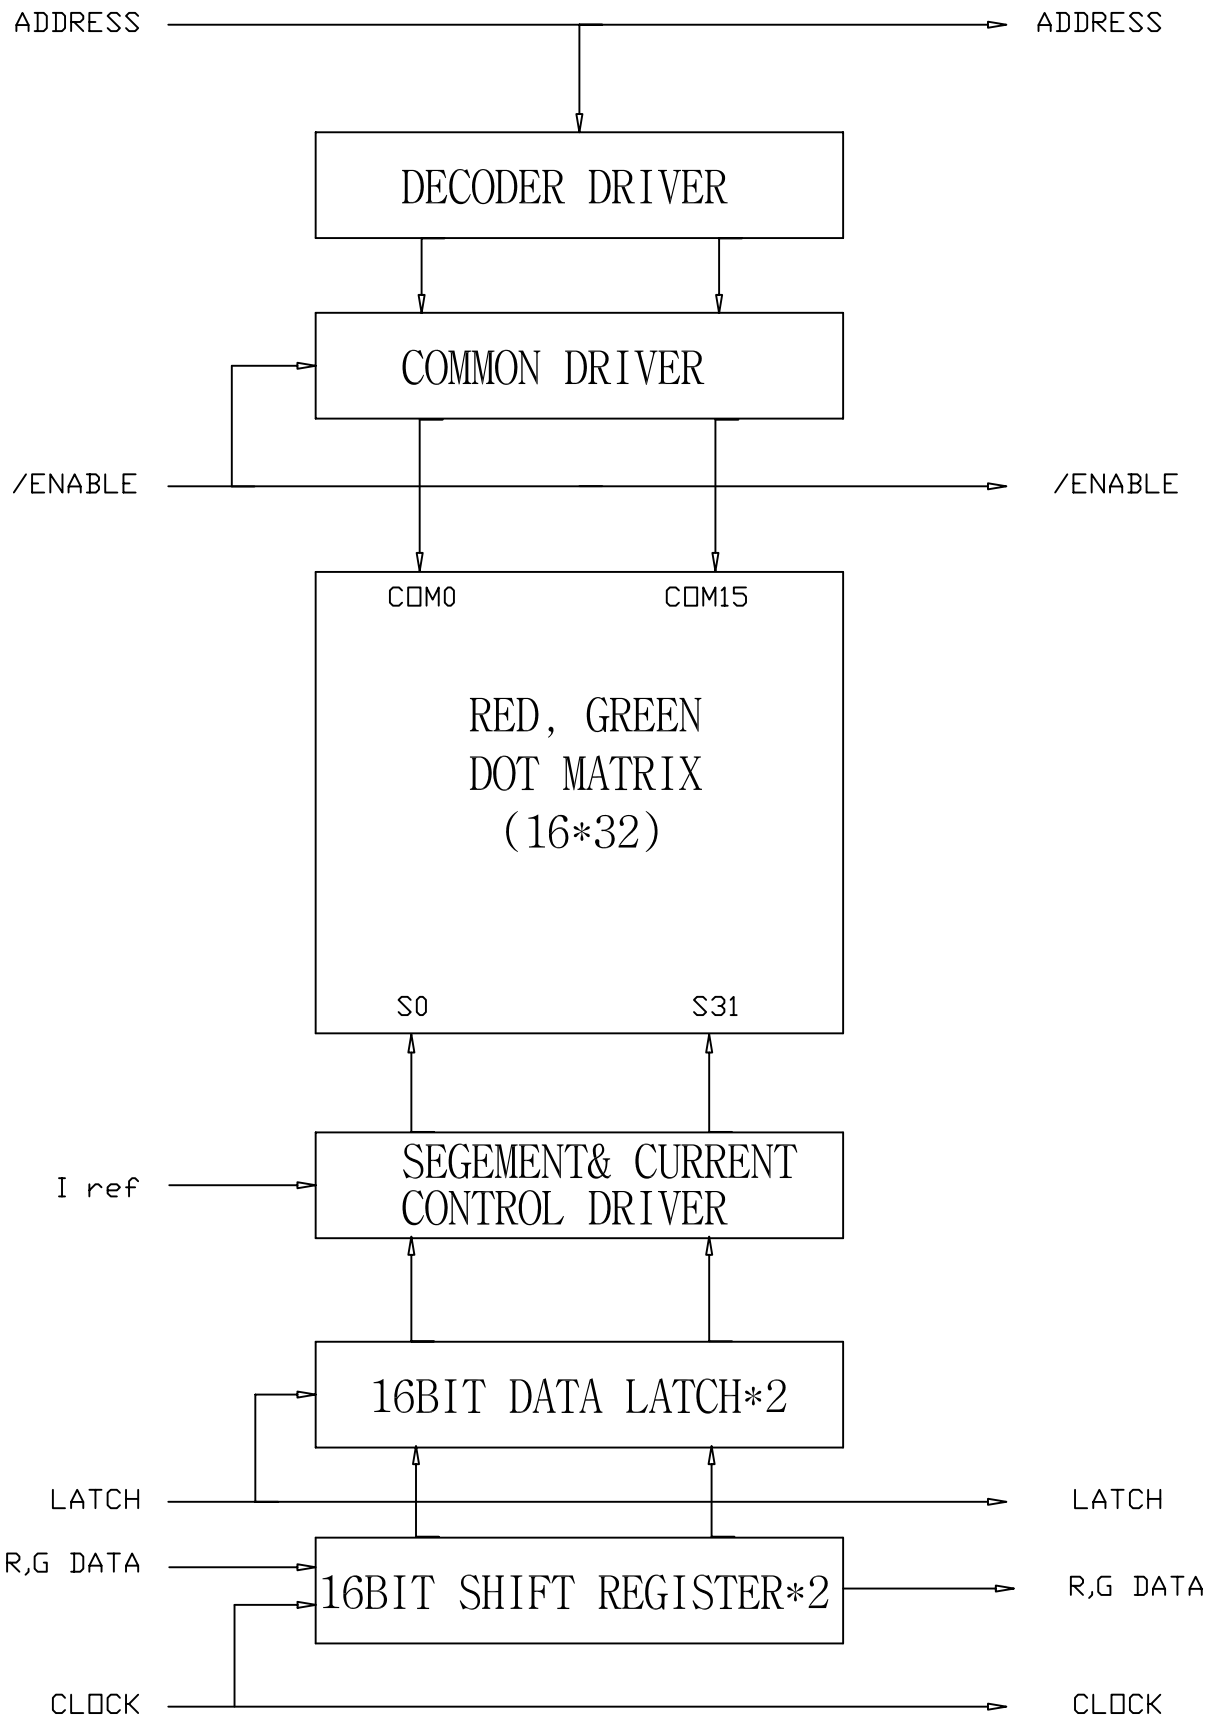 ADDRESS
ADDRESS
DECODER DRIVER
COMMON DRIVER
/ENABLE
/ENABLE
COM0
COM15
RED, GREEN
DOT MATRIX
(16*32)
S0
S31
SEGEMENT& CURRENT
CONTROL DRIVER
I ref
16BIT DATA LATCH*2
LATCH
LATCH
R,G DATA
16BIT SHIFT REGISTER*2
R,G DATA
CLOCK
CLOCK